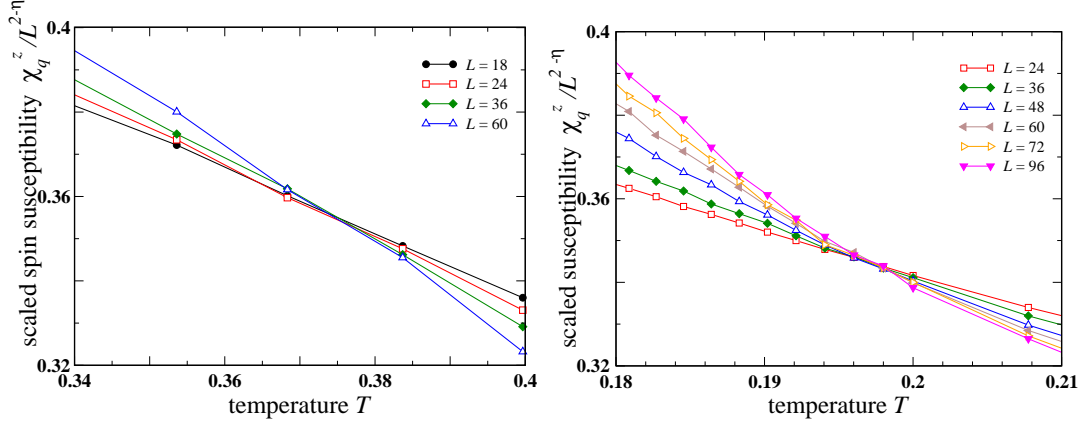 scaled spin susceptibility χ_q^z/L^{2-η}
0.4
0.36
0.32
L = 18
L = 24
L = 36
L = 60
0.34 0.36 0.38 0.4
temperature T
scaled susceptibility χ_q^z/L^{2-η}
0.4
0.36
0.32
L = 24
L = 36
L = 48
L = 60
L = 72
L = 96
0.18 0.19 0.2 0.21
temperature T